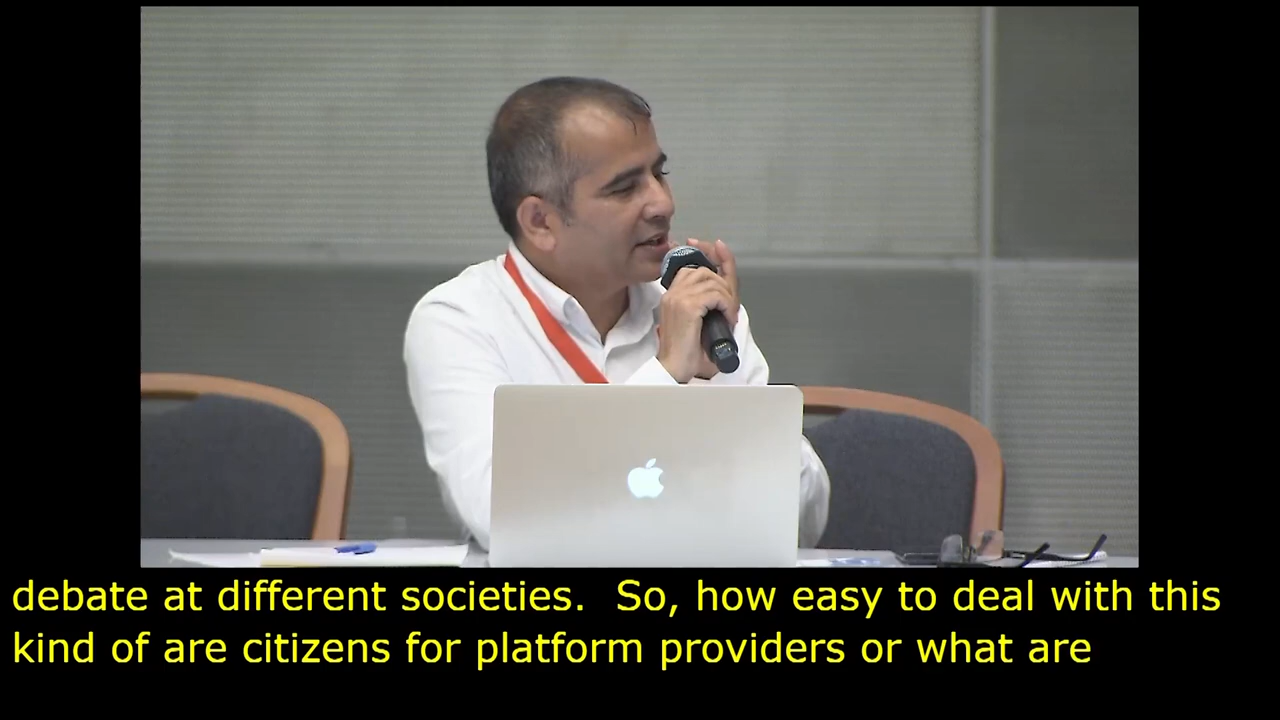 debate at different societies.  So, how easy to deal with this
kind of are citizens for platform providers or what are